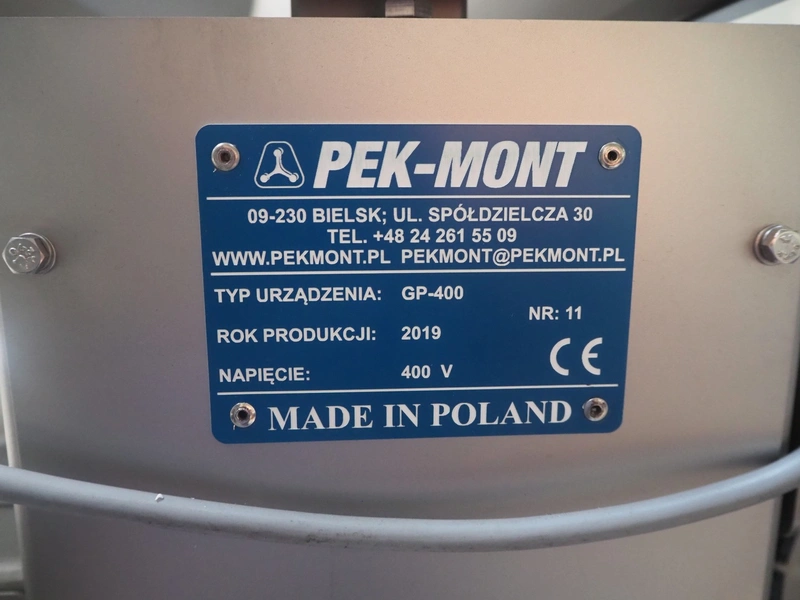 PEK-MONT
09-230 BIELSK; UL. SPÓŁDZIELCZA 30
TEL. +48 24 261 55 09
WWW.PEKMONT.PL PEKMONT@PEKMONT.PL
TYP URZĄDZENIA: GP-400
NR: 11
ROK PRODUKCJI: 2019
CE
NAPIĘCIE: 400 V
MADE IN POLAND